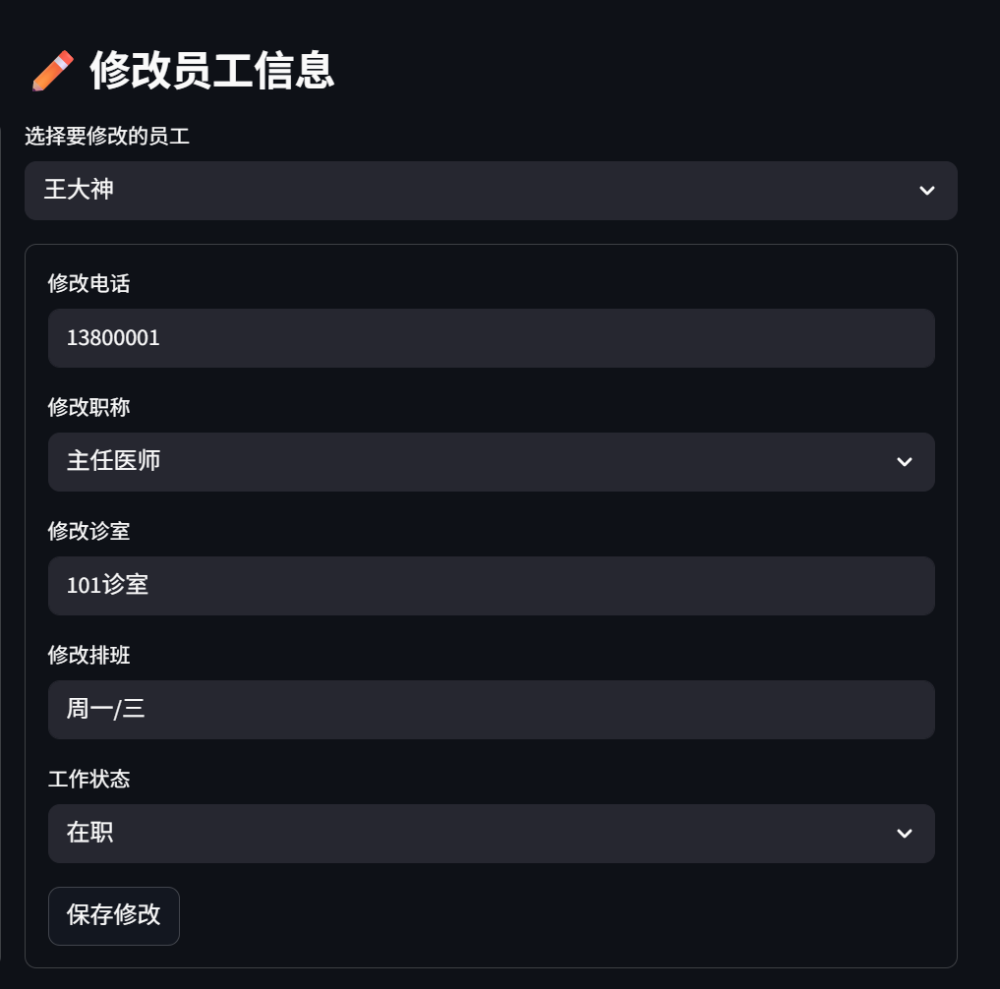 修改员工信息
选择要修改的员工
王大神
修改电话
13800001
修改职称
主任医师
修改诊室
101诊室
修改排班
周一/三
工作状态
在职
保存修改